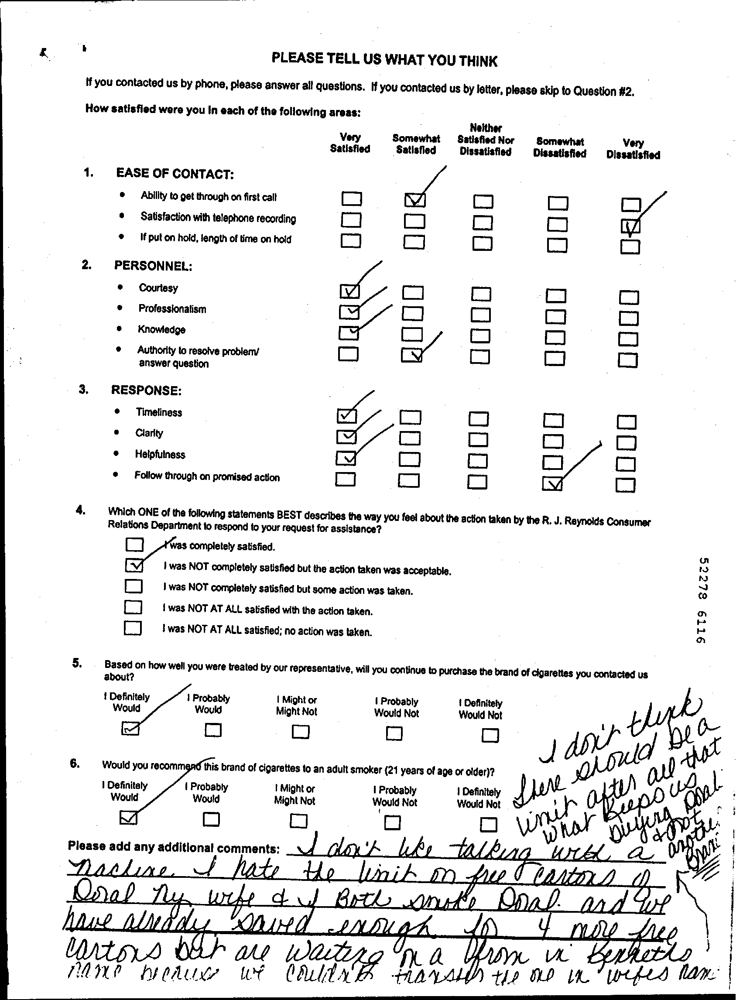 PLEASE TELL US WHAT YOU THINK
If you contacted us by phone, please answer all questions. If you contacted us by letter, please skip to Question #2.
How satisfied were you in each of the following areas:
Very Satisfied Somewhat Satisfied Neither Satisfied Nor Dissatisfied Somewhat Dissatisfied Very Dissatisfied
1. EASE OF CONTACT:
• Ability to get through on first call
• Satisfaction with telephone recording
• If put on hold, length of time on hold
2. PERSONNEL:
• Courtesy
• Professionalism
• Knowledge
• Authority to resolve problem/
answer question
3. RESPONSE:
• Timeliness
• Clarity
• Helpfulness
• Follow through on promised action
4. Which ONE of the following statements BEST describes the way you feel about the action taken by the R. J. Reynolds Consumer
Relations Department to respond to your request for assistance?
I was completely satisfied.
I was NOT completely satisfied but the action taken was acceptable.
I was NOT completely satisfied but some action was taken.
I was NOT AT ALL satisfied with the action taken.
I was NOT AT ALL satisfied; no action was taken.
52278 6116
5. Based on how well you were treated by our representative, will you continue to purchase the brand of cigarettes you contacted us
about?
I Definitely Would I Probably Would I Might or Might Not I Probably Would Not I Definitely Would Not
6. Would you recommend this brand of cigarettes to an adult smoker (21 years of age or older)?
I Definitely Would I Probably Would I Might or Might Not I Probably Would Not I Definitely Would Not
Please add any additional comments: I don't like talking with a
machine I hate the limit on free cartons of
Doral My wife & I Both smoke Doral and we
have already saved enough for 4 more free
cartons but are waiting on a from in Kenneths
name because we couldn't transfer the one in wifes nam
I don't think
there should be a
limit after all that
what keeps us
buying Doral
& not
another
Brand